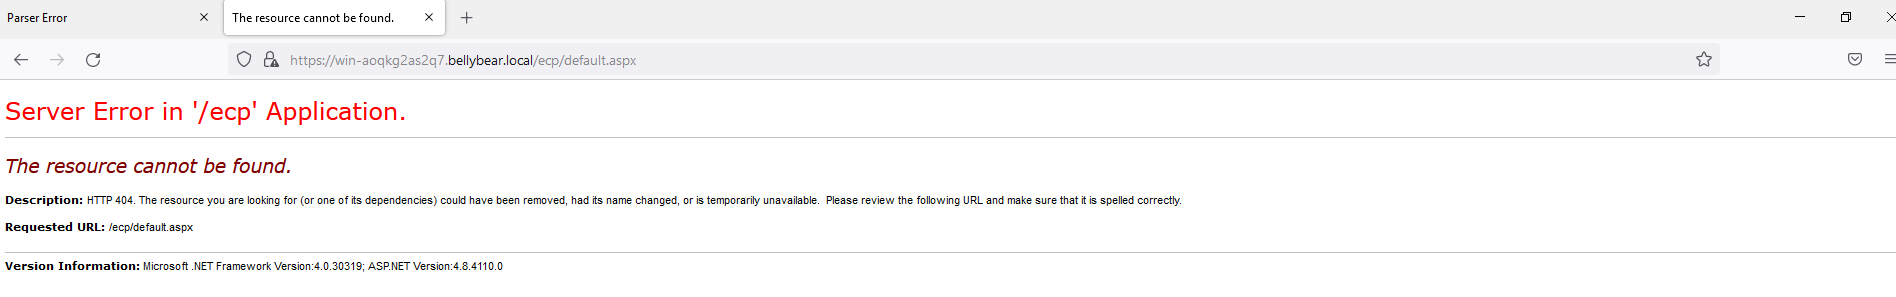 Parser Error
The resource cannot be found.
https://win-aoqkg2as2q7.bellybear.local/ecp/default.aspx
Server Error in '/ecp' Application.
The resource cannot be found.
Description: HTTP 404. The resource you are looking for (or one of its dependencies) could have been removed, had its name changed, or is temporarily unavailable.  Please review the following URL and make sure that it is spelled correctly.
Requested URL: /ecp/default.aspx
Version Information: Microsoft .NET Framework Version:4.0.30319; ASP.NET Version:4.8.4110.0